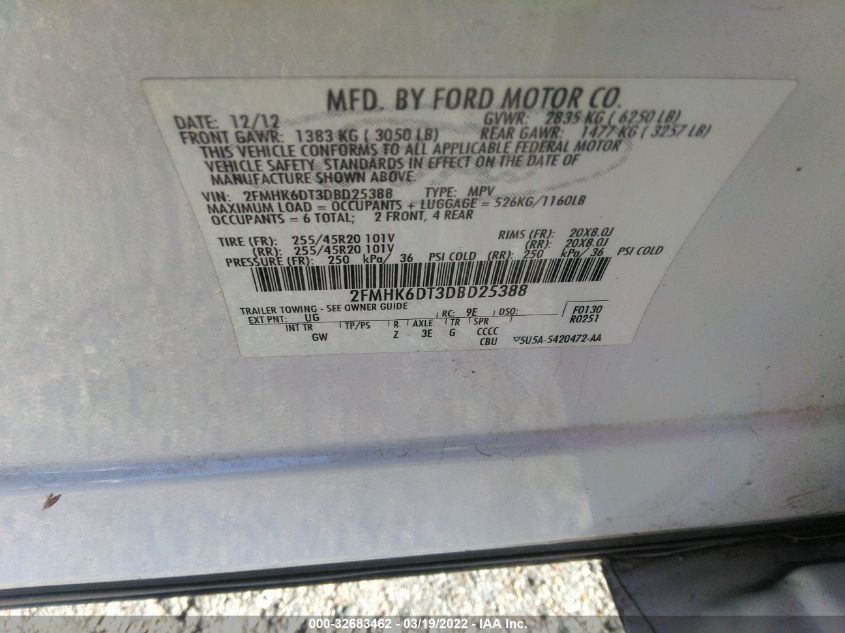 MFD. BY FORD MOTOR CO.
DATE: 12/12 GVWR: 2835 KG ( 6250 LB)
FRONT GAWR: 1383 KG ( 3050 LB) REAR GAWR: 1477 KG ( 3257 LB)
THIS VEHICLE CONFORMS TO ALL APPLICABLE FEDERAL MOTOR
VEHICLE SAFETY STANDARDS IN EFFECT ON THE DATE OF
MANUFACTURE SHOWN ABOVE.
VIN: 2FMHK6DT3DBD25388 TYPE: MPV
MAXIMUM LOAD = OCCUPANTS + LUGGAGE = 526KG/1160LB
OCCUPANTS = 6 TOTAL; 2 FRONT, 4 REAR
TIRE (FR): 255/45R20 101V RIMS (FR): 20X8.0J
(RR): 255/45R20 101V (RR): 20X8.0J
PRESSURE (FR): 250 kPa/ 36 PSI COLD (RR): 250 kPa/ 36 PSI COLD
2FMHK6DT3DBD25388
TRAILER TOWING - SEE OWNER GUIDE
EXT PNT: UG RC: 9E DSO: F0130
INT TR TP/PS R AXLE TR SPR R0251
GW Z 3E G CCCC
CBU ▽5U5A-5420472-AA
000-32683462 - 03/19/2022 - IAA Inc.